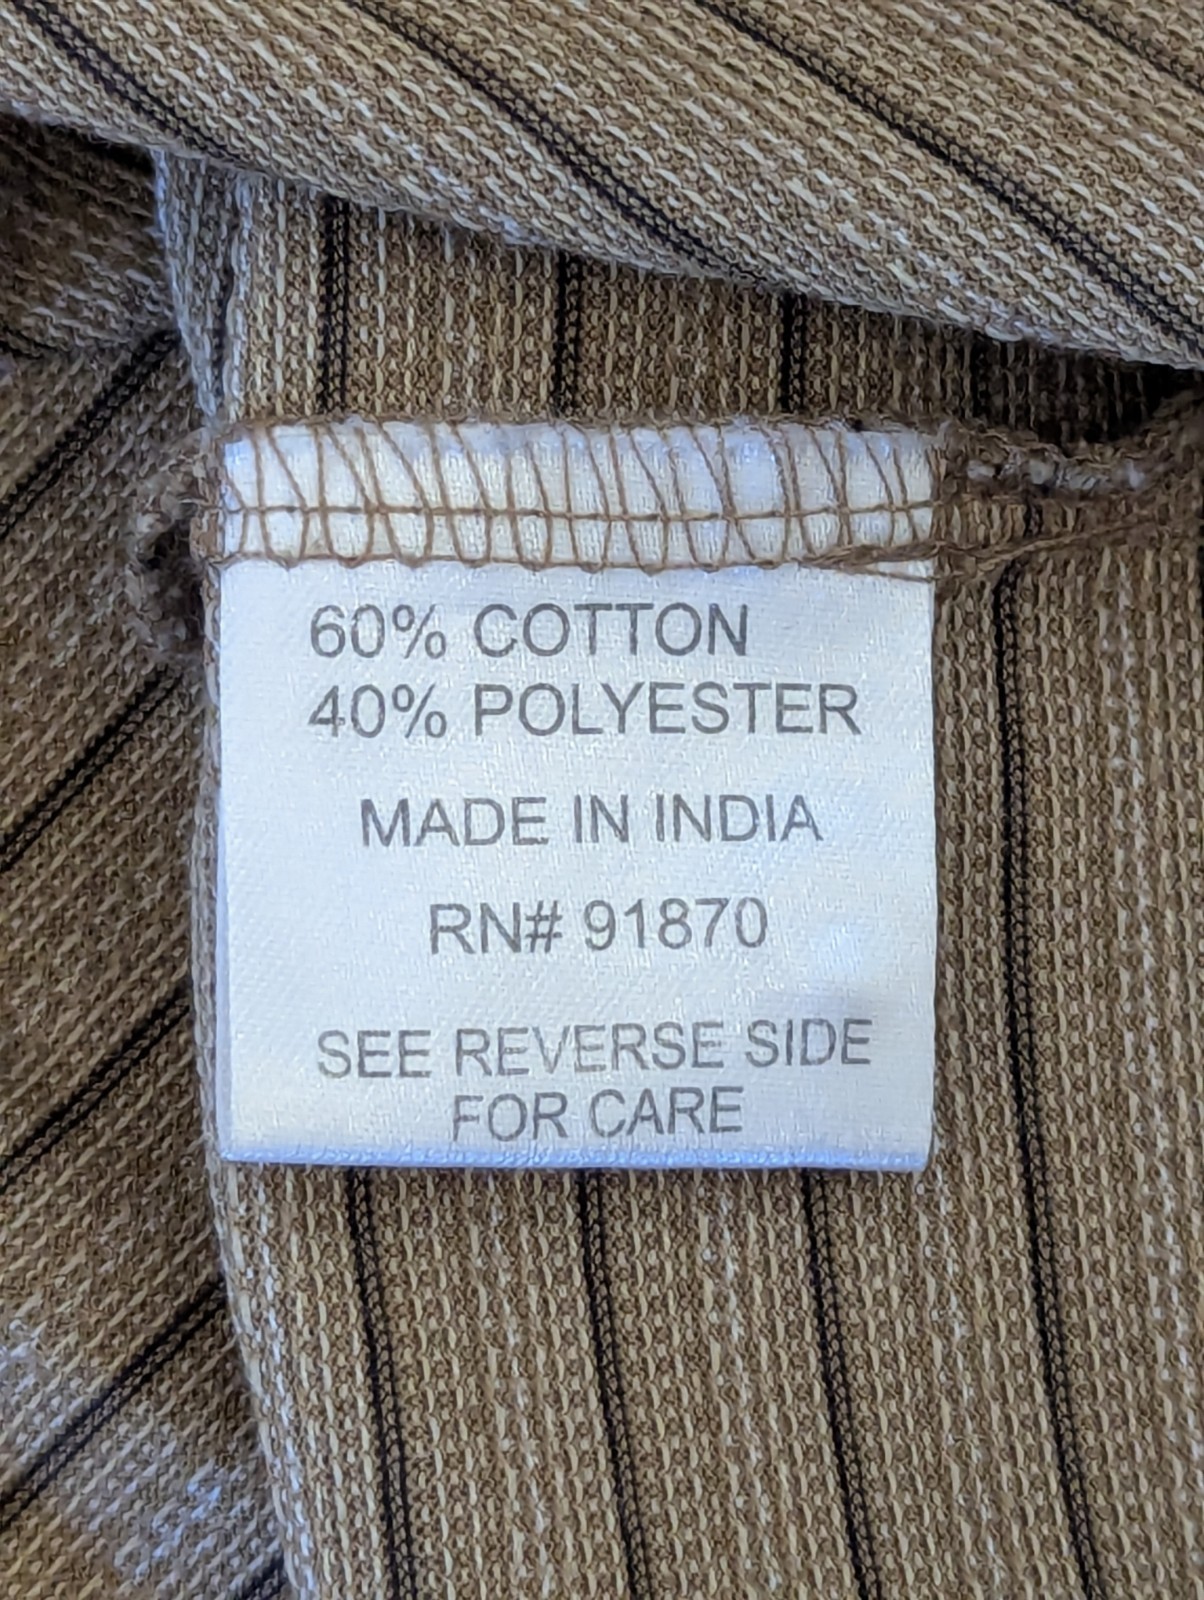 60% COTTON
40% POLYESTER
MADE IN INDIA
RN# 91870
SEE REVERSE SIDE
FOR CARE